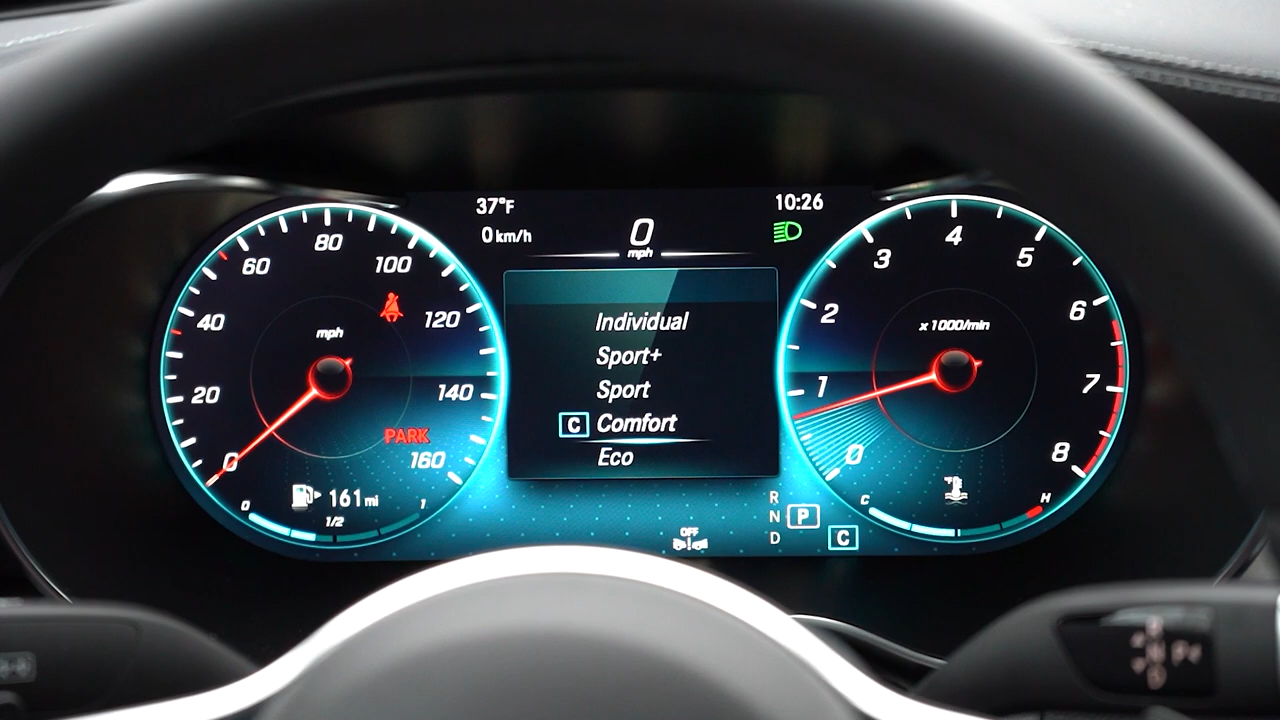 37°F
10:26
0 km/h
0
mph
80
60
100
40
120
mph
20
140
PARK
0
160
161 mi
0
1/2
1
Individual
Sport+
Sport
C Comfort
Eco
R
N
P
D
C
OFF
4
3
5
2
6
x 1000/min
1
7
0
8
C
H